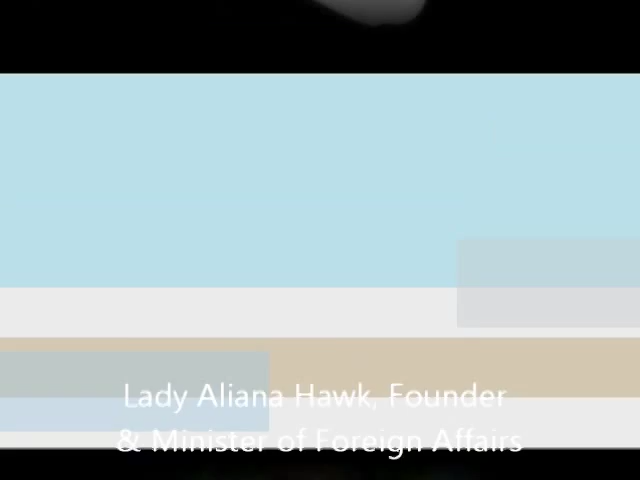 Lady Aliana Hawk, Founder
& Minister of Foreign Affairs